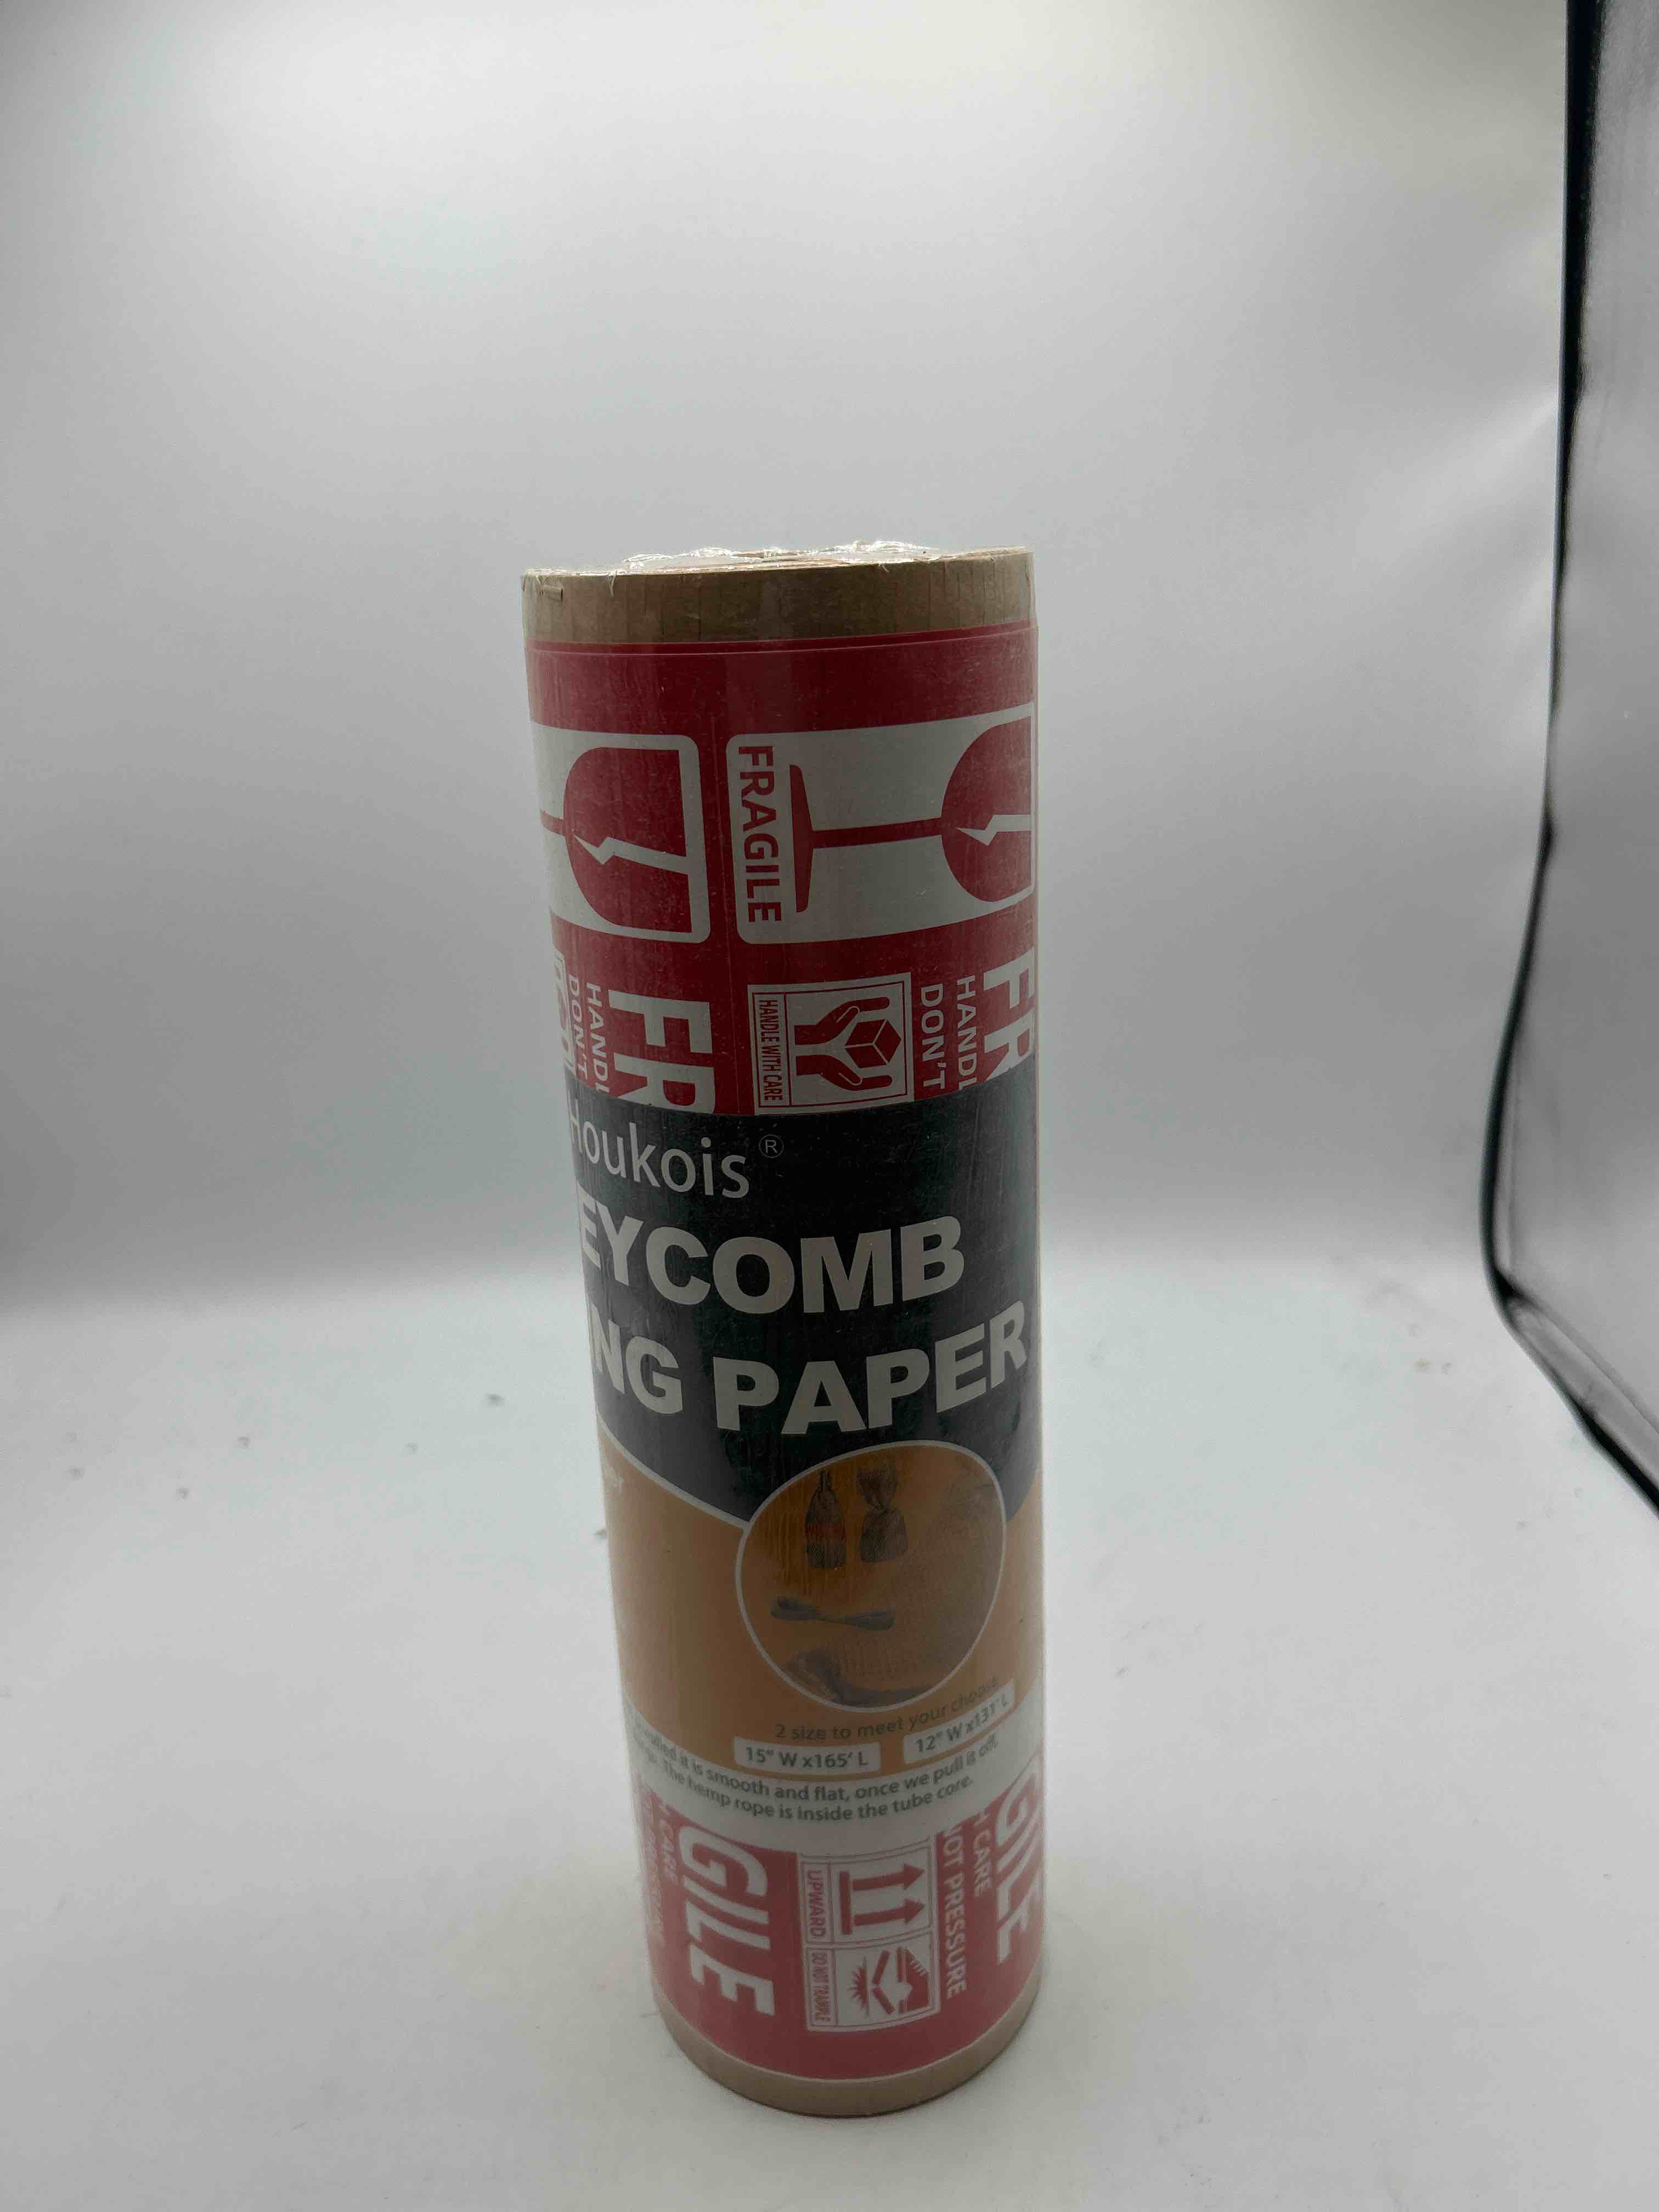 FRAGILE
FR
HANDL
DON'T
HANDLE WITH CARE
FR
HANDL
DON'T
Houkois®
EYCOMB
NG PAPER
2 size to meet your choose
15" W x165' L
12" W x131' L
it is smooth and flat, once we pull it off,
The hemp rope is inside the tube core.
GILE
CARE
UPWARD
DO NOT TRAMPLE
NOT PRESSURE
CARE
GILE